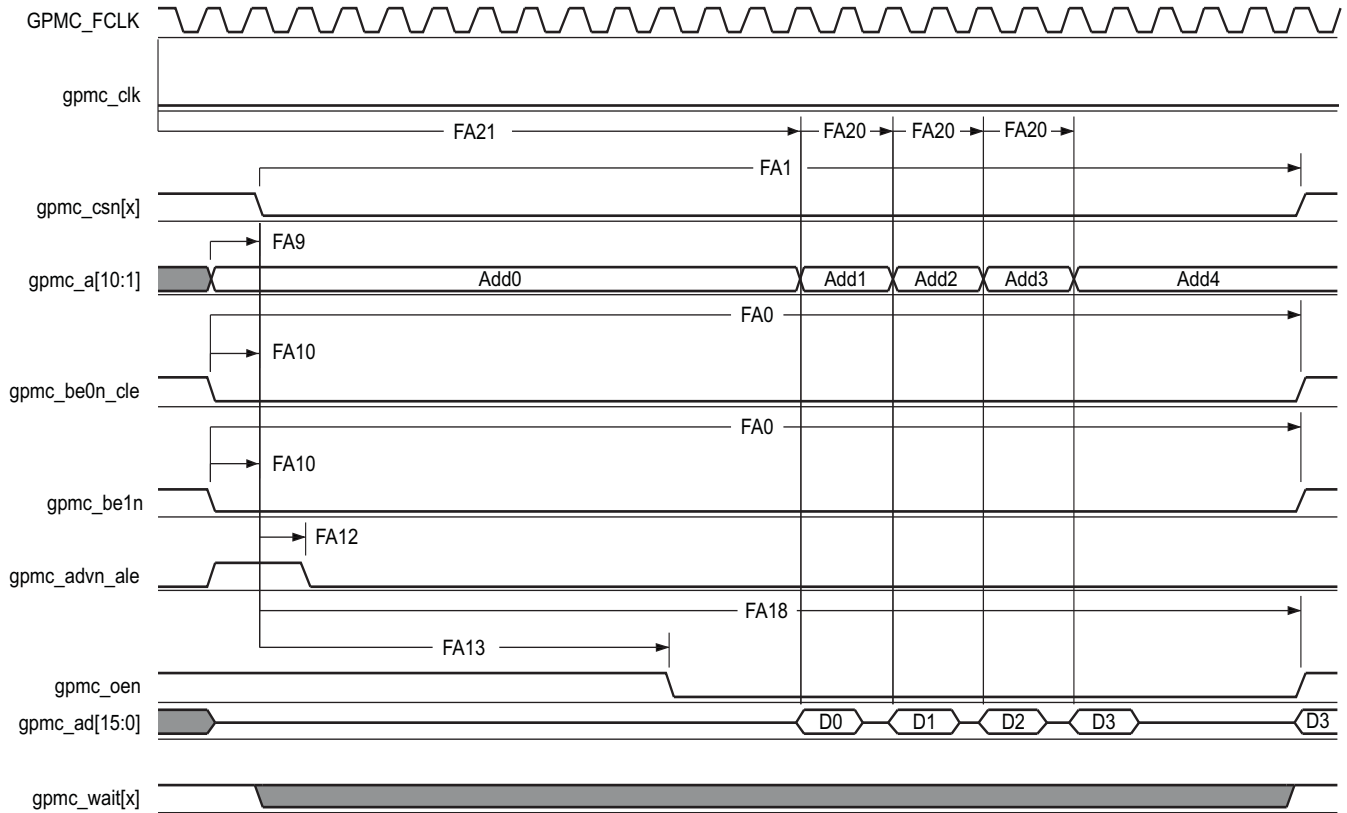 GPMC_FCLK
gpmc_clk
FA21 FA20 FA20 FA20
FA1
gpmc_csn[x]
FA9
gpmc_a[10:1] Add0 Add1 Add2 Add3 Add4
FA0
FA10
gpmc_be0n_cle
FA0
FA10
gpmc_be1n
FA12
gpmc_advn_ale
FA18
FA13
gpmc_oen
gpmc_ad[15:0] D0 D1 D2 D3 D3
gpmc_wait[x]